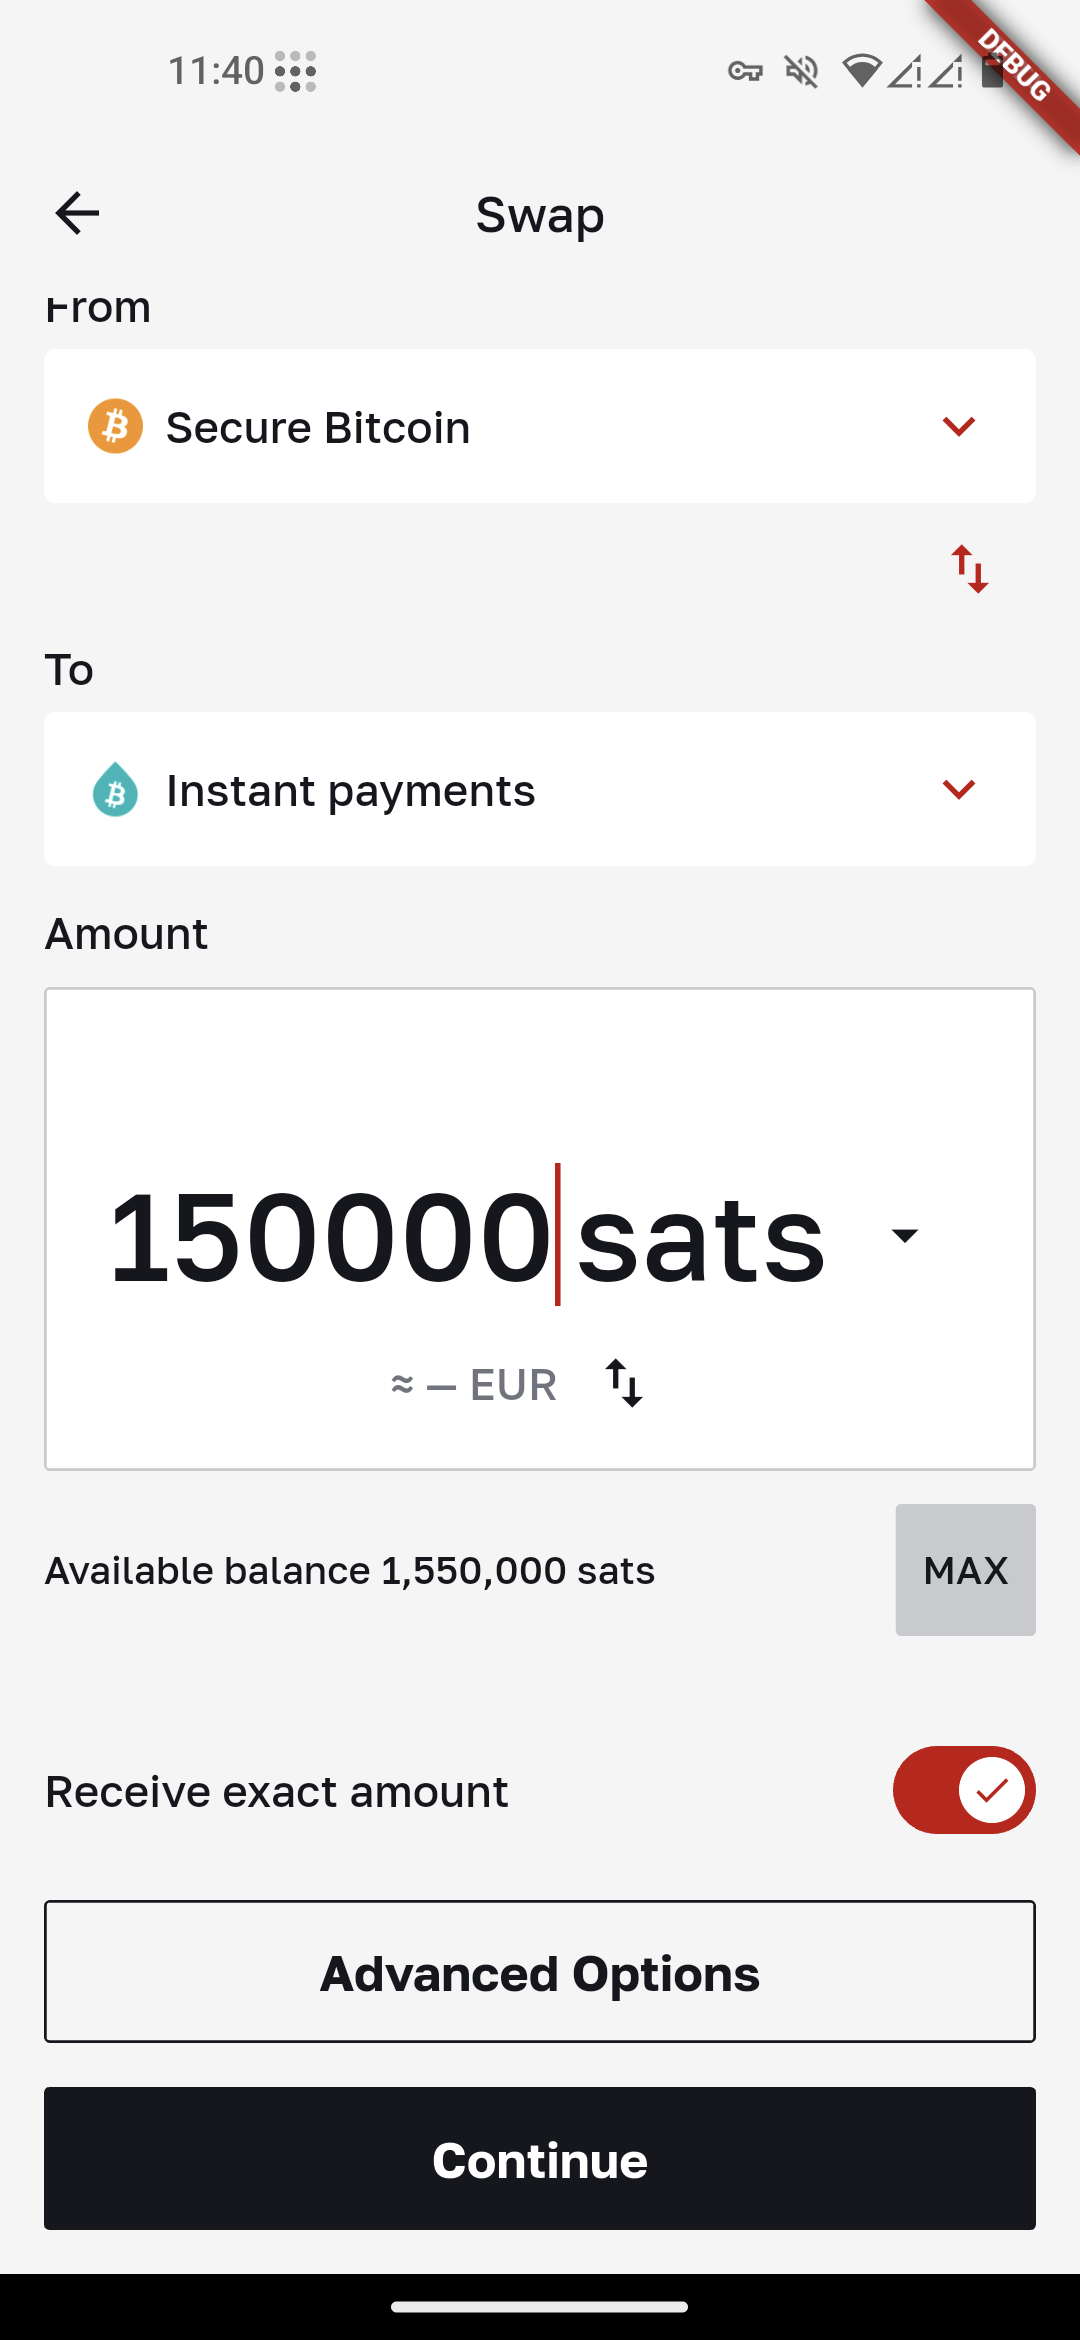 11:40
DEBUG
Swap
From
Secure Bitcoin
To
Instant payments
Amount
150000 sats
≈ — EUR
Available balance 1,550,000 sats
MAX
Receive exact amount
Advanced Options
Continue